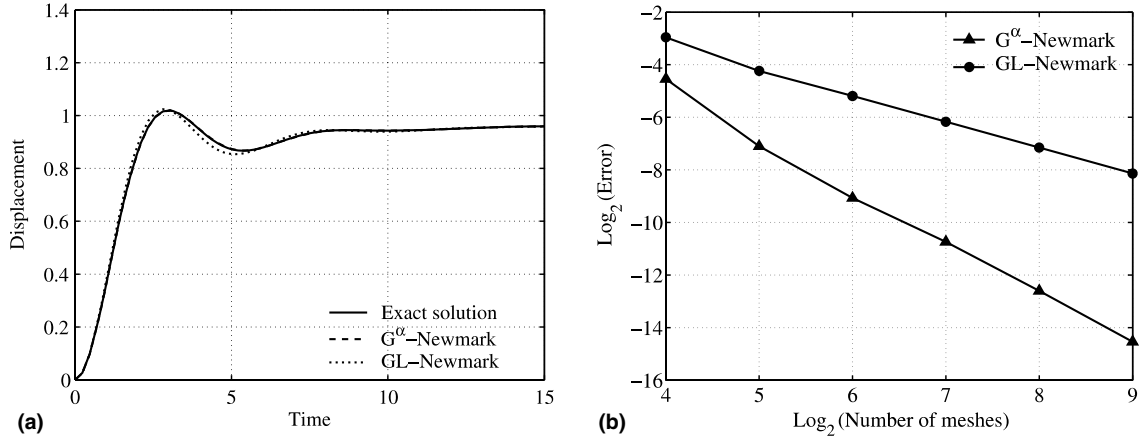 1.4
1.2
1
0.8
0.6
0.4
0.2
0
Displacement
Exact solution
G^α−Newmark
GL−Newmark
0
5
10
15
Time
(a)
−2
−4
−6
−8
−10
−12
−14
−16
Log₂(Error)
G^α−Newmark
GL−Newmark
4
5
6
7
8
9
Log₂(Number of meshes)
(b)